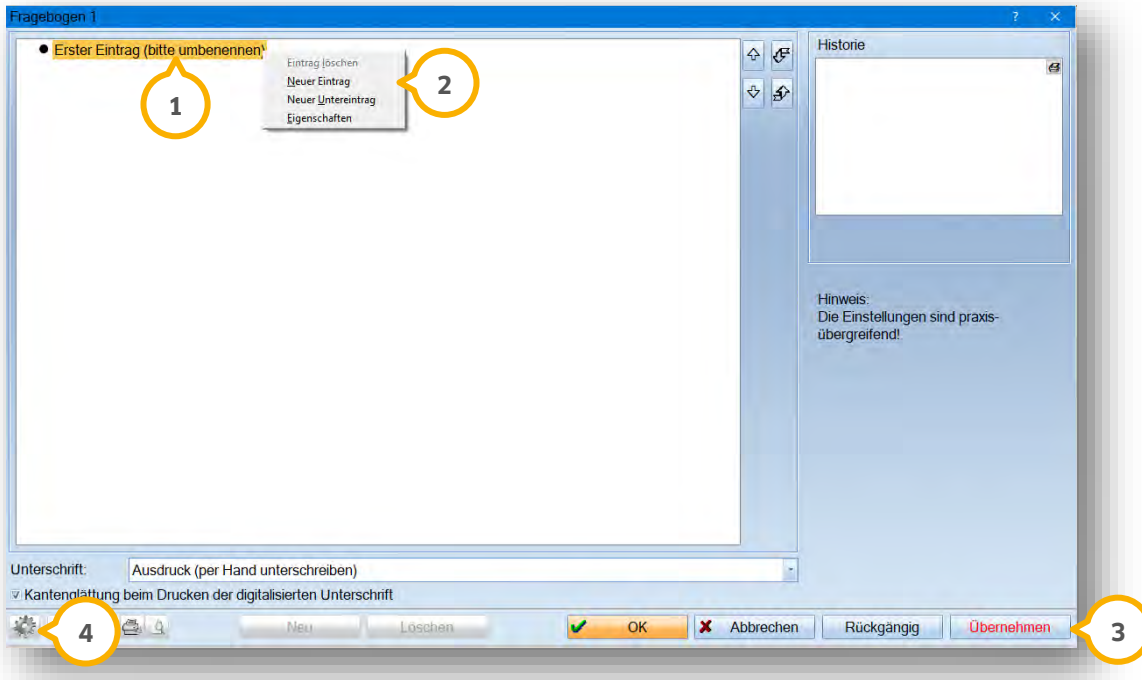 Fragebogen 1
? ×
Erster Eintrag (bitte umbenennen)
Eintrag löschen
Neuer Eintrag
Neuer Untereintrag
Eigenschaften
1
2
Historie
Hinweis:
Die Einstellungen sind praxis-
übergreifend!
Unterschrift:
Ausdruck (per Hand unterschreiben)
Kantenglättung beim Drucken der digitalisierten Unterschrift
4
Neu
Löschen
OK
Abbrechen
Rückgängig
Übernehmen
3